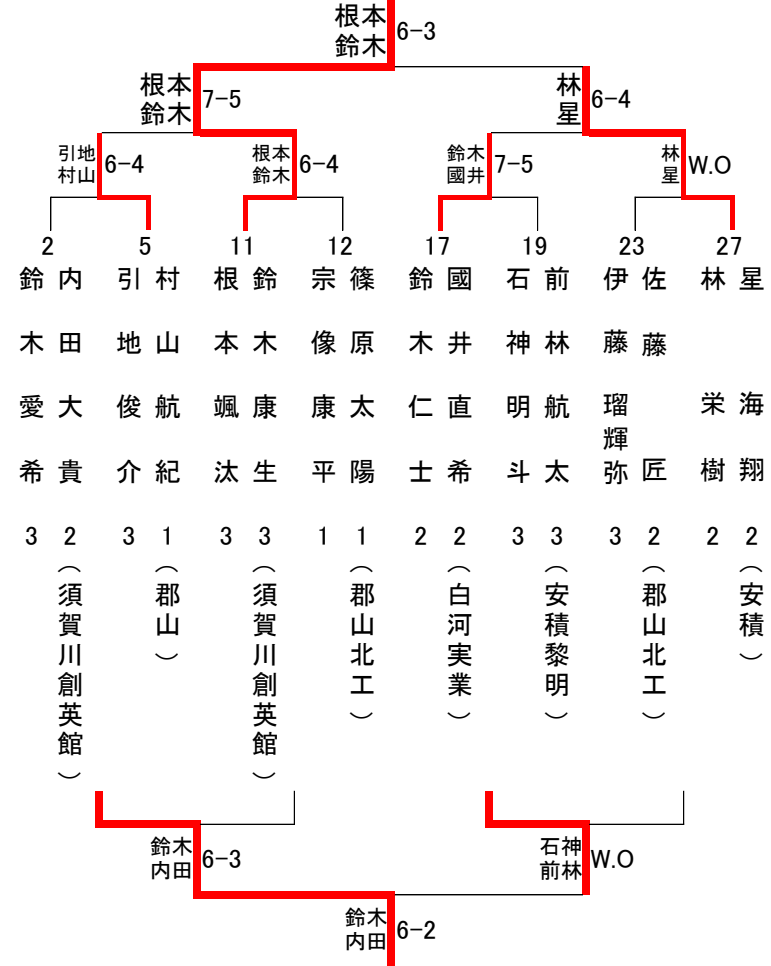 根本
鈴木
6-3
根本
鈴木
7-5
林
星
6-4
引地
村山
6-4
根本
鈴木
6-4
鈴木
國井
7-5
林
星
W.O
2
5
11
12
17
19
23
27
鈴木愛希 3
内田大貴 2
(須賀川創英館)
引地俊介 3
村山航紀 1
(郡山)
根本颯汰 3
鈴木康生 3
(須賀川創英館)
宗像康平 1
篠原太陽 1
(郡山北工)
鈴木仁士 2
國井直希 2
(白河実業)
石神明斗 3
前林航太 3
(安積黎明)
伊藤瑠輝弥 3
佐藤匠 2
(郡山北工)
林栄樹 2
星海翔 2
(安積)
鈴木
内田
6-3
石神
前林
W.O
鈴木
内田
6-2